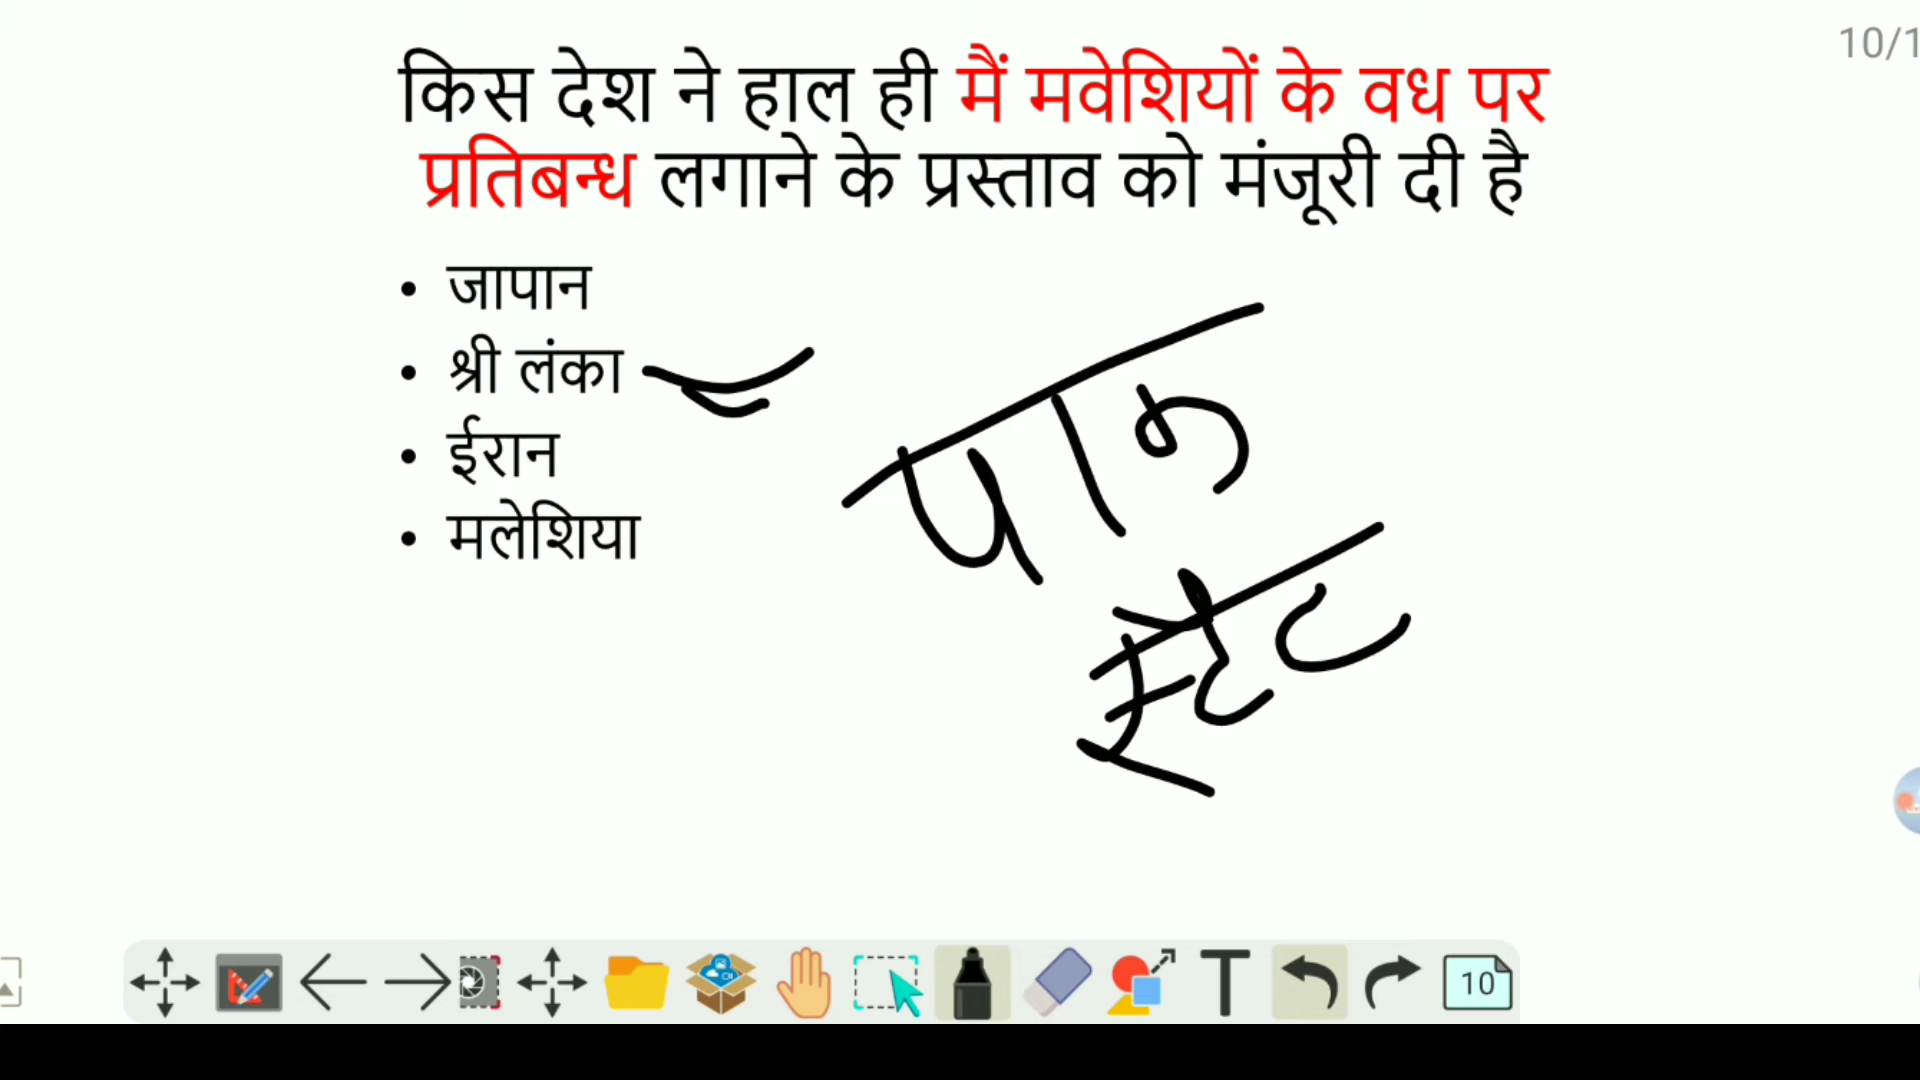 10/1
किस देश ने हाल ही मैं मवेशियों के वध पर
प्रतिबन्ध लगाने के प्रस्ताव को मंजूरी दी है
• जापान
• श्री लंका
• ईरान
• मलेशिया
पाक
स्टेट
T
10